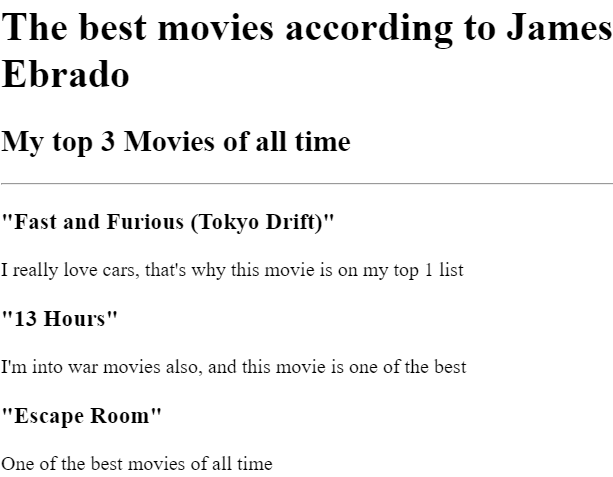 The best movies according to James
Ebrado
My top 3 Movies of all time
"Fast and Furious (Tokyo Drift)"
I really love cars, that's why this movie is on my top 1 list
"13 Hours"
I'm into war movies also, and this movie is one of the best
"Escape Room"
One of the best movies of all time